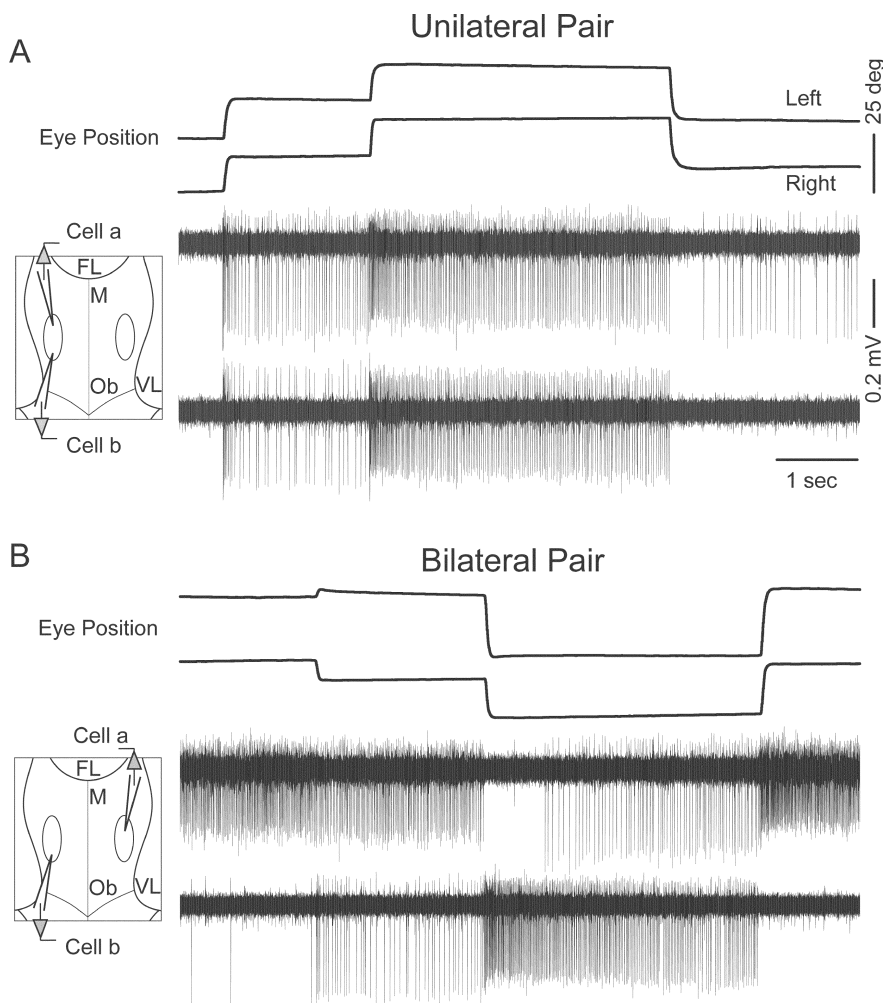 A
Unilateral Pair
Eye Position
Left
Right
25 deg
Cell a
FL
M
Ob
VL
Cell b
0.2 mV
1 sec
B
Bilateral Pair
Eye Position
Cell a
FL
M
Ob
VL
Cell b